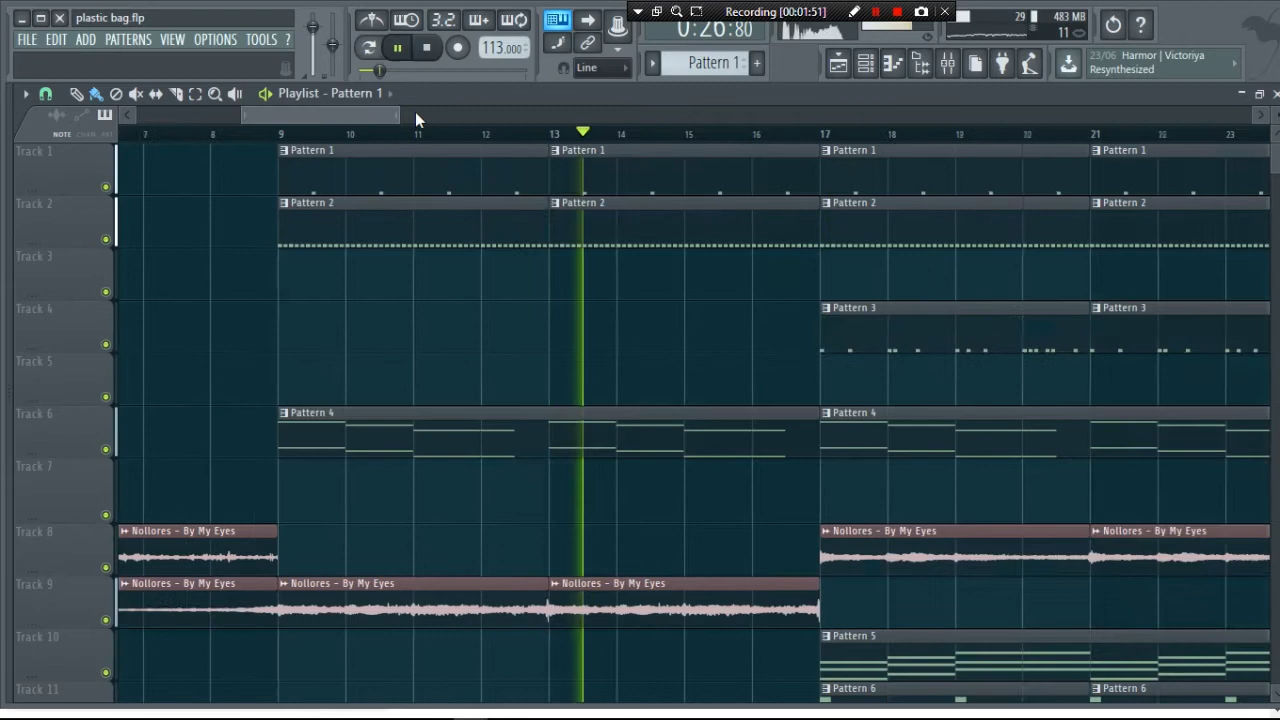 plastic bag.flp
Recording [00:01:51]
FILE EDIT ADD PATTERNS VIEW OPTIONS TOOLS ?
3.2.
113.000
Line
0:26:80
Pattern 1
29
483 MB
11
23/06 Harmor | Victoriya
Resynthesized
Playlist - Pattern 1
NOTE CHAN PAT
7 8 9 10 11 12 13 14 15 16 17 18 19 20 21 22 23
Track 1
Pattern 1 Pattern 1 Pattern 1 Pattern 1
Track 2
Pattern 2 Pattern 2 Pattern 2 Pattern 2
Track 3
Track 4
Pattern 3 Pattern 3
Track 5
Track 6
Pattern 4 Pattern 4
Track 7
Track 8
Nollores - By My Eyes Nollores - By My Eyes Nollores - By My Eyes
Track 9
Nollores - By My Eyes Nollores - By My Eyes Nollores - By My Eyes
Track 10
Pattern 5
Track 11
Pattern 6 Pattern 6